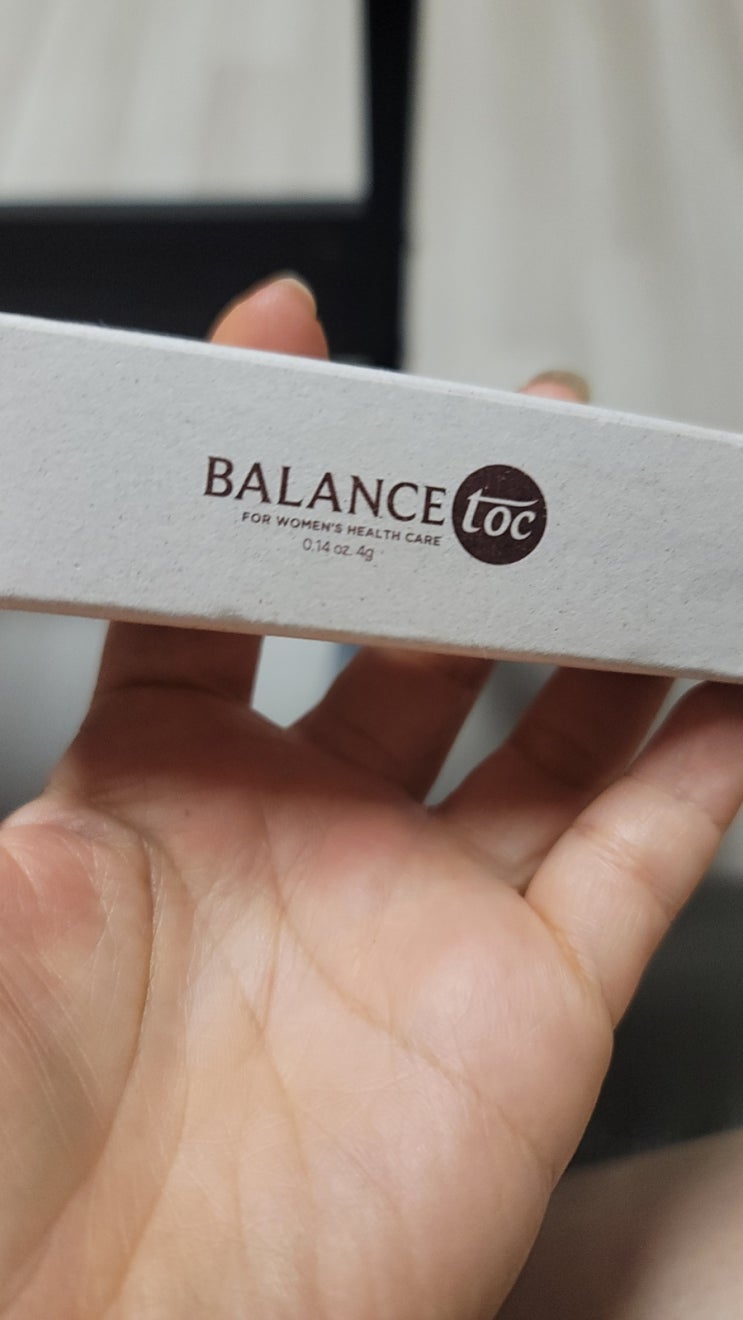 BALANCE toc
FOR WOMEN'S HEALTH CARE
0.14 oz. 4g